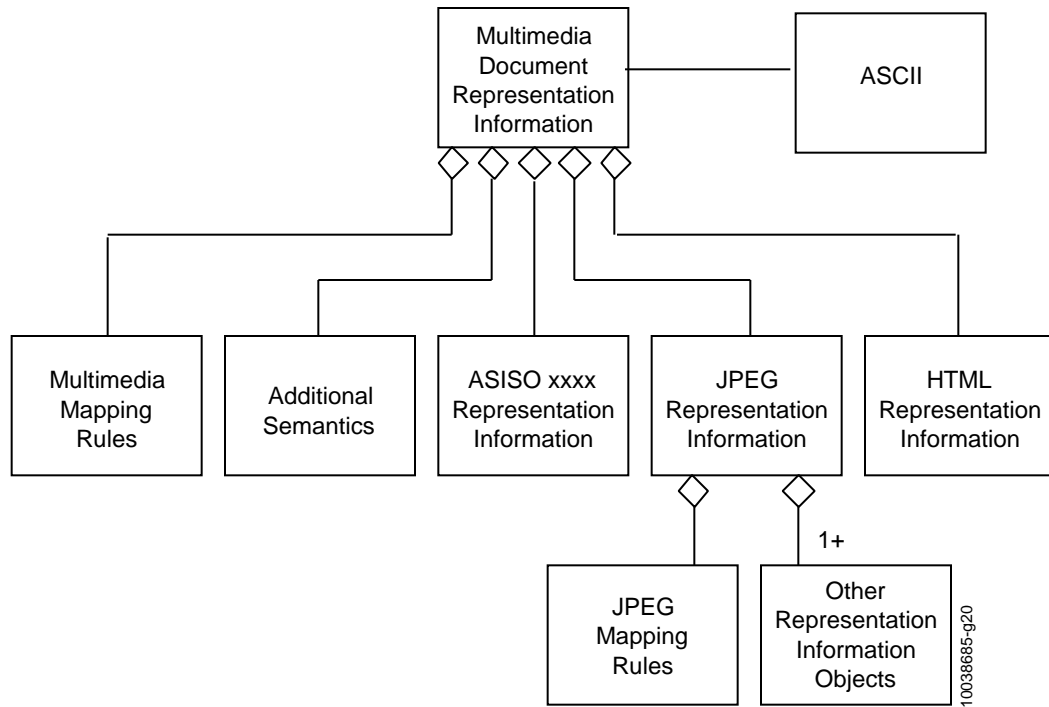 Multimedia
Document
Representation
Information
ASCII
Multimedia
Mapping
Rules
Additional
Semantics
ASISO xxxx
Representation
Information
JPEG
Representation
Information
HTML
Representation
Information
1+
JPEG
Mapping
Rules
Other
Representation
Information
Objects
10038685-g20